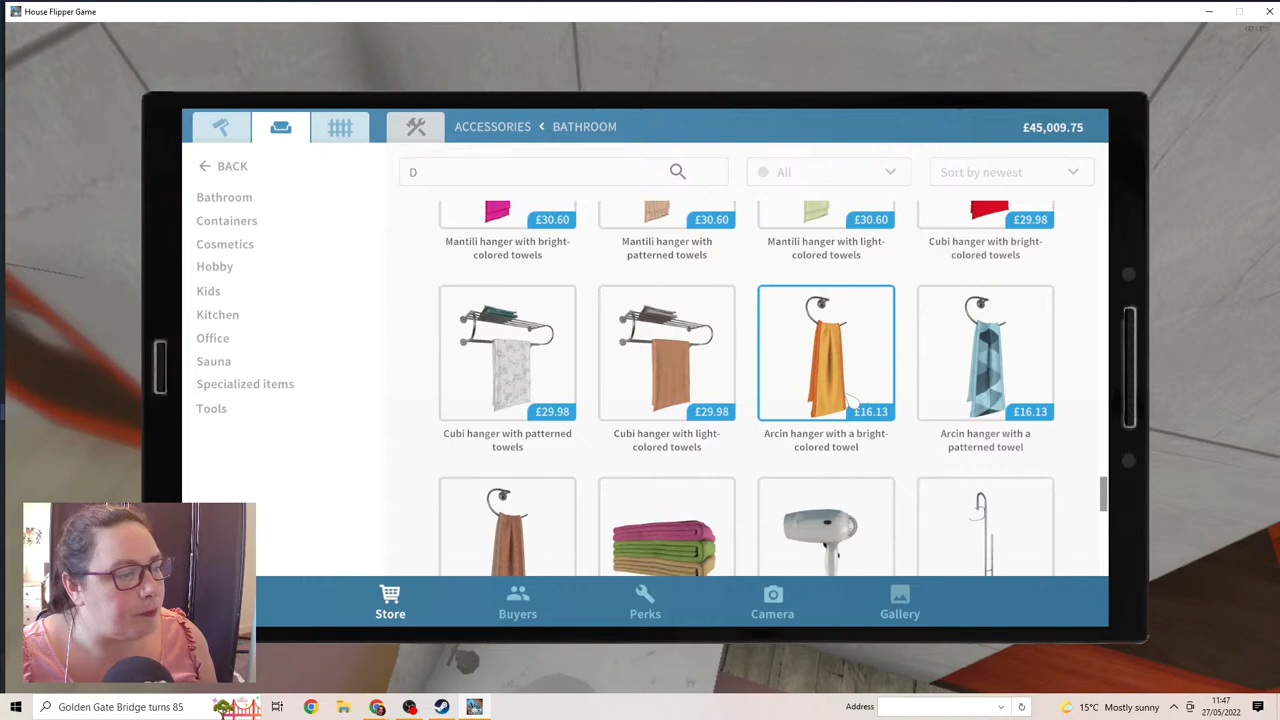 House Flipper Game
ACCESSORIES < BATHROOM
£45,009.75
BACK
D
All
Sort by newest
Bathroom
Containers
Cosmetics
Hobby
Kids
Kitchen
Office
Sauna
Specialized items
Tools
£30.60
£30.60
£30.60
£29.98
Mantili hanger with bright-
colored towels
Mantili hanger with
patterned towels
Mantili hanger with light-
colored towels
Cubi hanger with bright-
colored towels
£29.98
£29.98
£16.13
£16.13
Cubi hanger with patterned
towels
Cubi hanger with light-
colored towels
Arcin hanger with a bright-
colored towel
Arcin hanger with a
patterned towel
Store
Buyers
Perks
Camera
Gallery
Golden Gate Bridge turns 85
Address
15°C Mostly sunny
11:47
27/05/2022